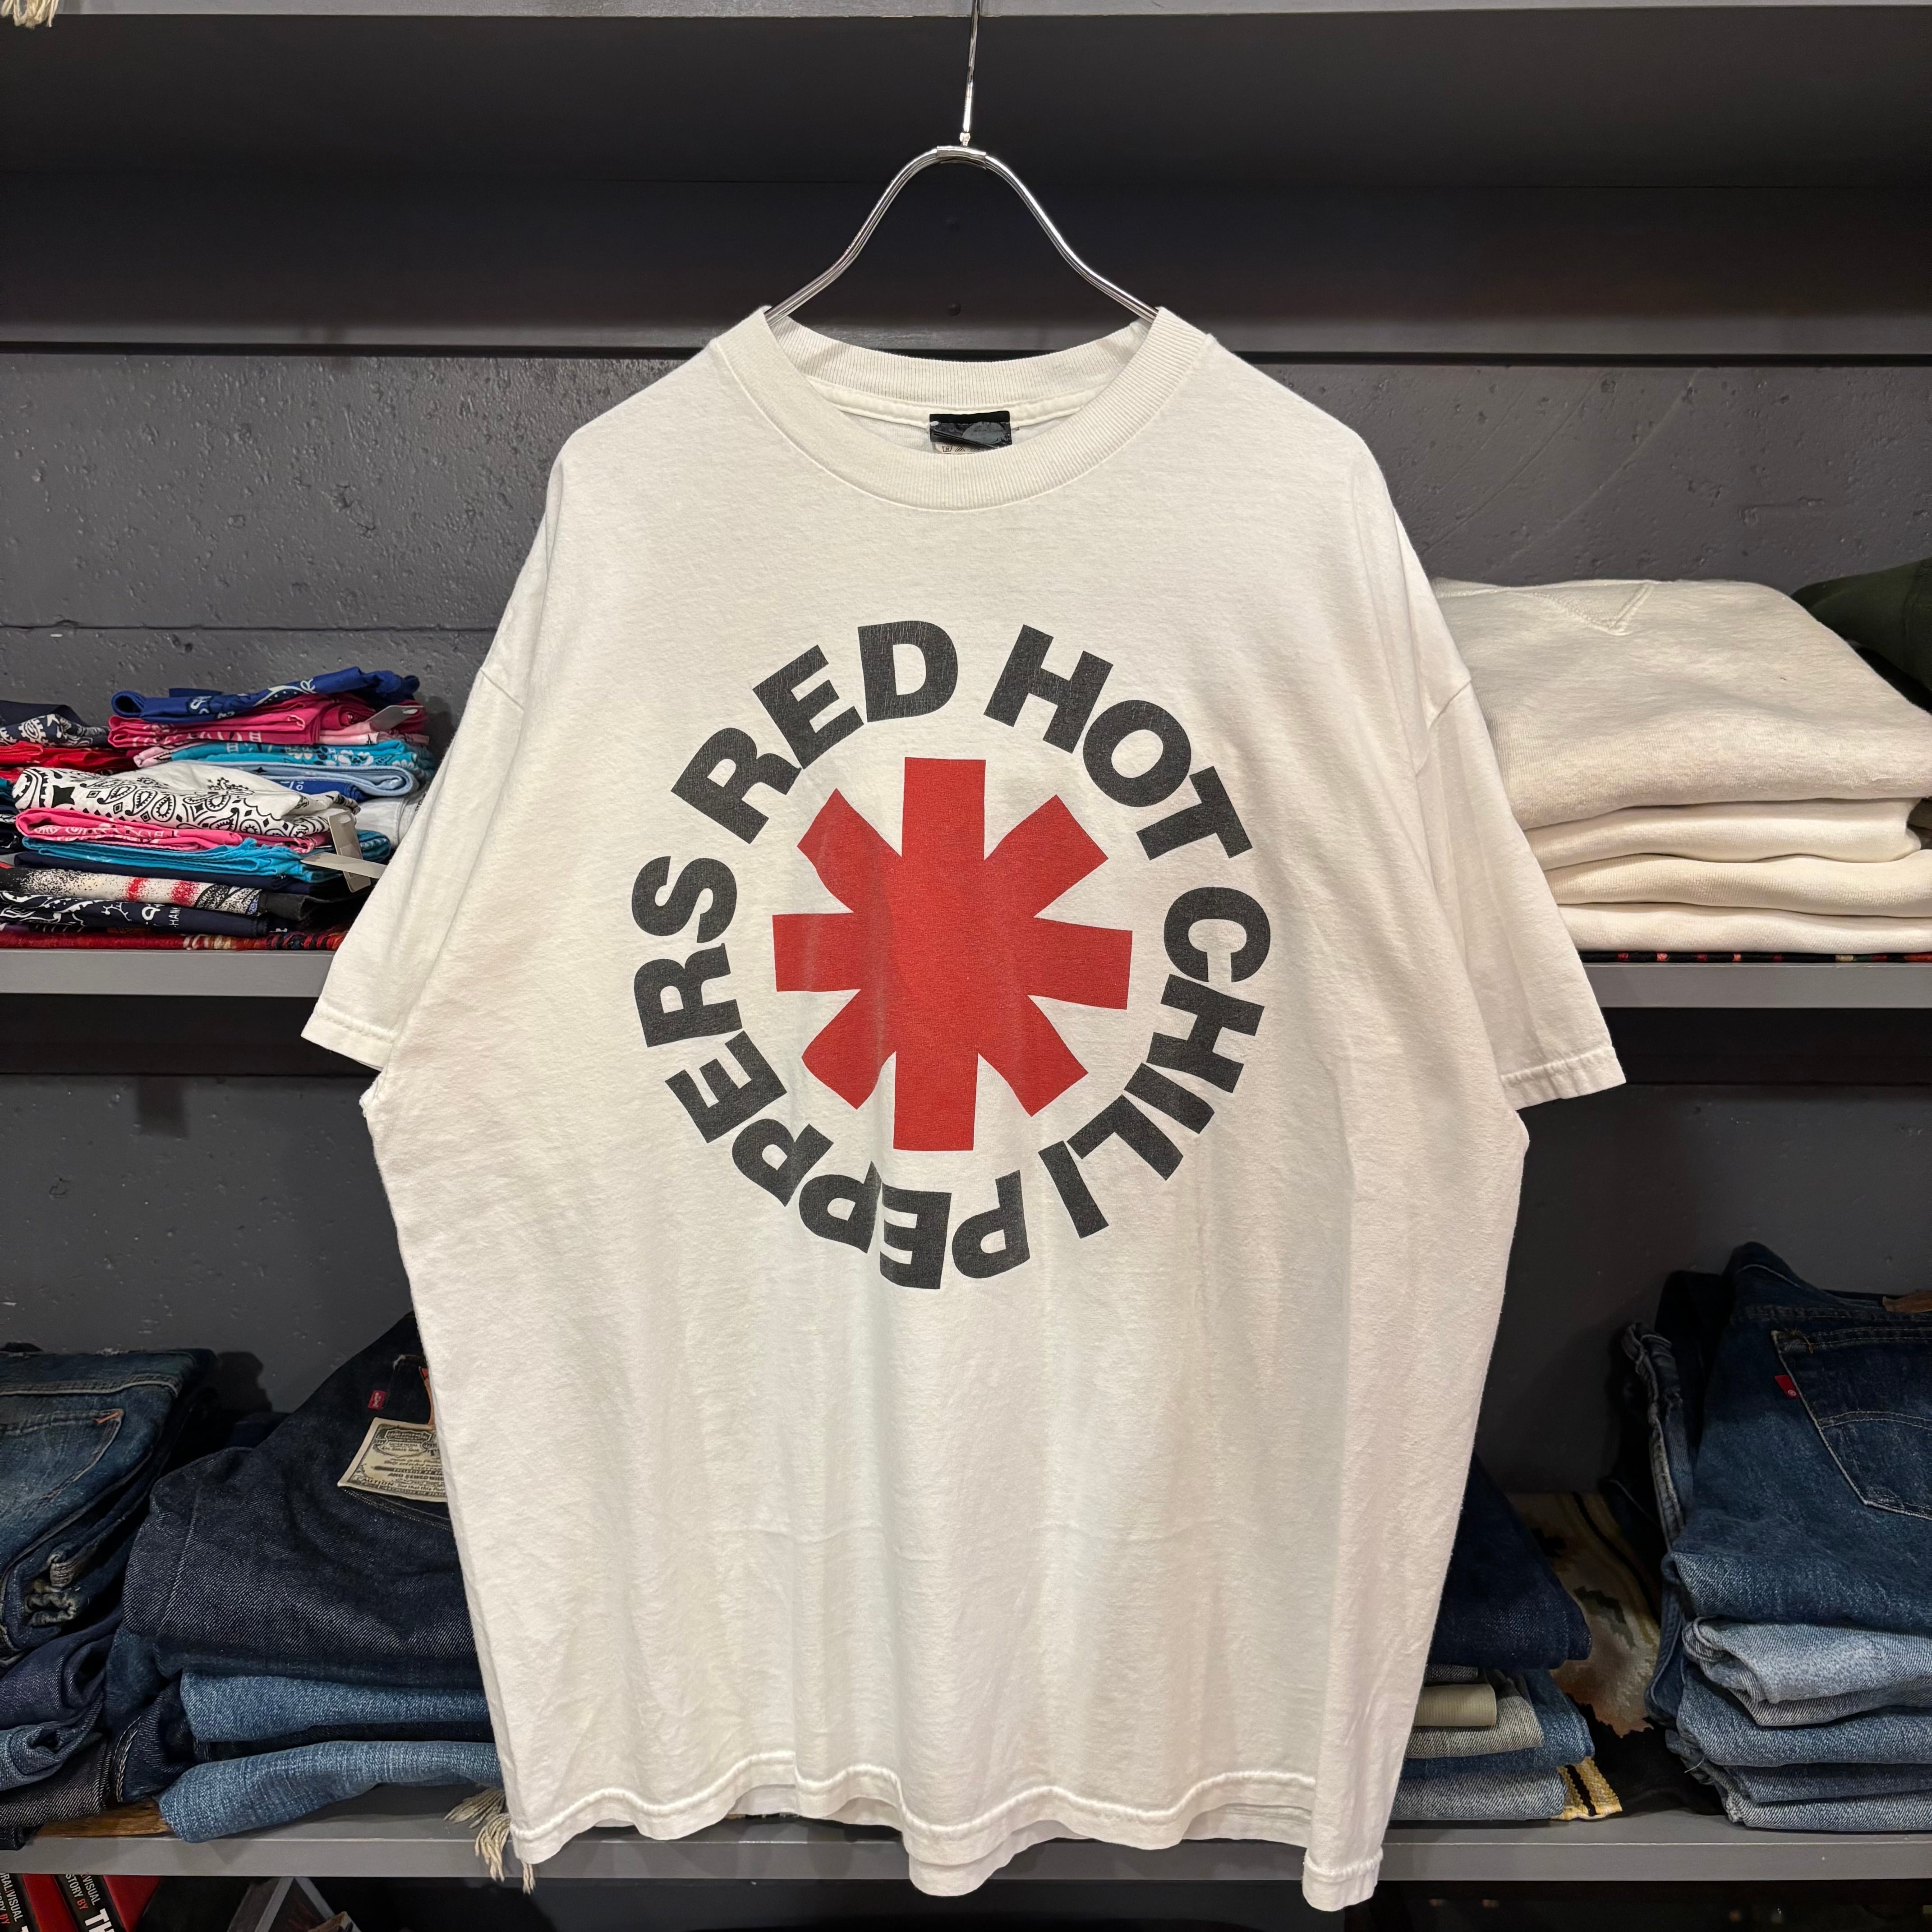 RED HOT CHILI PEPPERS